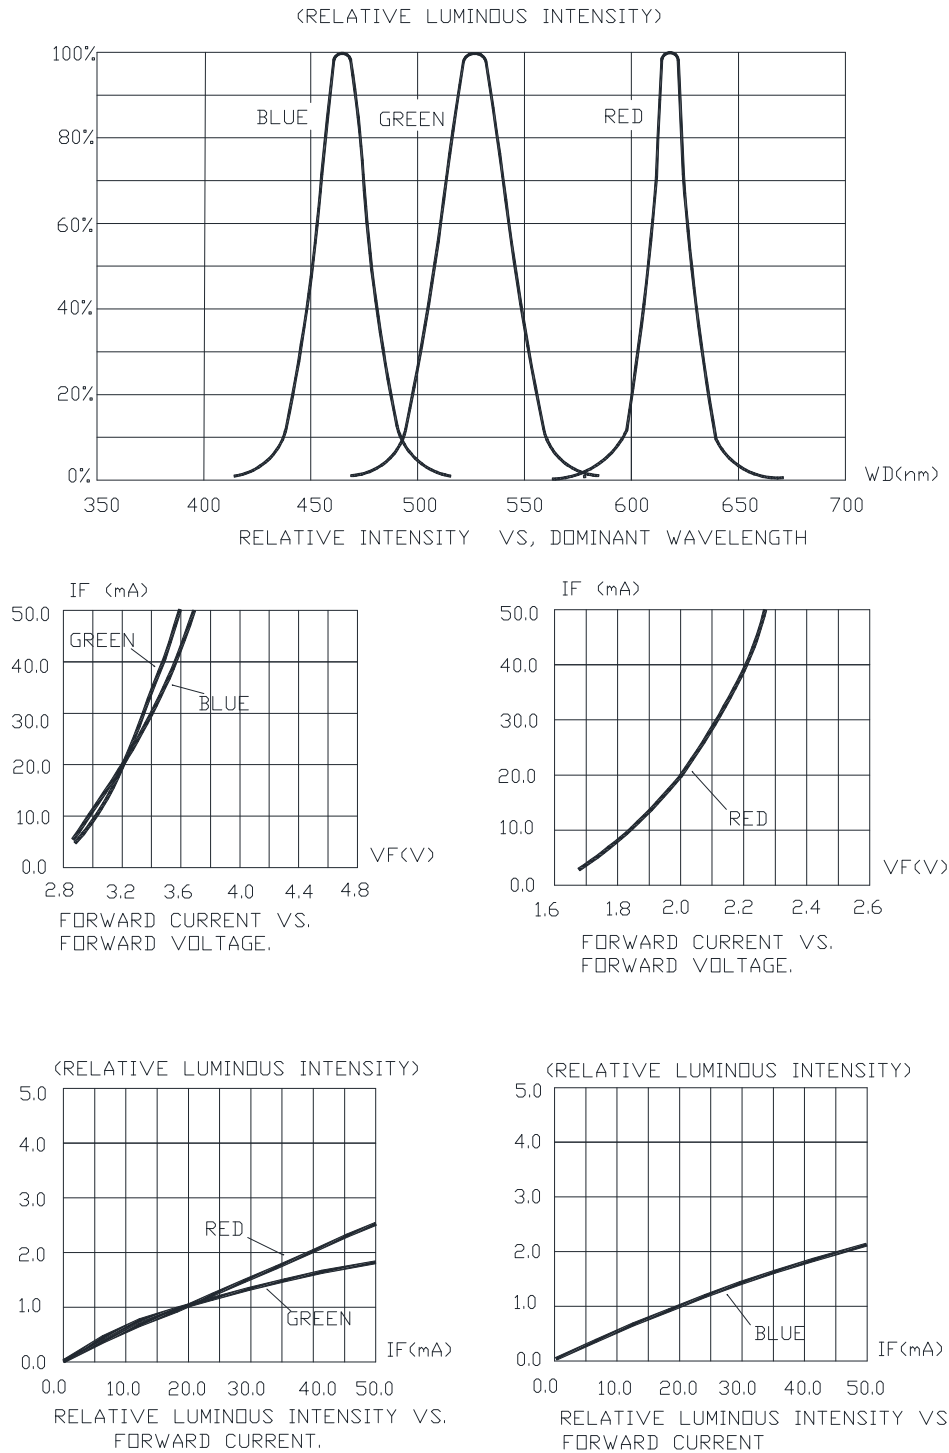 (RELATIVE LUMINOUS INTENSITY)
100%
80%
60%
40%
20%
0%
BLUE
GREEN
RED
350 400 450 500 550 600 650 700
WD(nm)
RELATIVE INTENSITY VS, DOMINANT WAVELENGTH
IF (mA)
50.0
40.0
30.0
20.0
10.0
0.0
GREEN
BLUE
VF(V)
2.8 3.2 3.6 4.0 4.4 4.8
FORWARD CURRENT VS.
FORWARD VOLTAGE.
IF (mA)
50.0
40.0
30.0
20.0
10.0
0.0
RED
VF(V)
1.6 1.8 2.0 2.2 2.4 2.6
FORWARD CURRENT VS.
FORWARD VOLTAGE.
(RELATIVE LUMINOUS INTENSITY)
5.0
4.0
3.0
2.0
1.0
0.0
RED
GREEN
IF(mA)
0.0 10.0 20.0 30.0 40.0 50.0
RELATIVE LUMINOUS INTENSITY VS.
FORWARD CURRENT.
(RELATIVE LUMINOUS INTENSITY)
5.0
4.0
3.0
2.0
1.0
0.0
BLUE
IF(mA)
0.0 10.0 20.0 30.0 40.0 50.0
RELATIVE LUMINOUS INTENSITY VS
FORWARD CURRENT